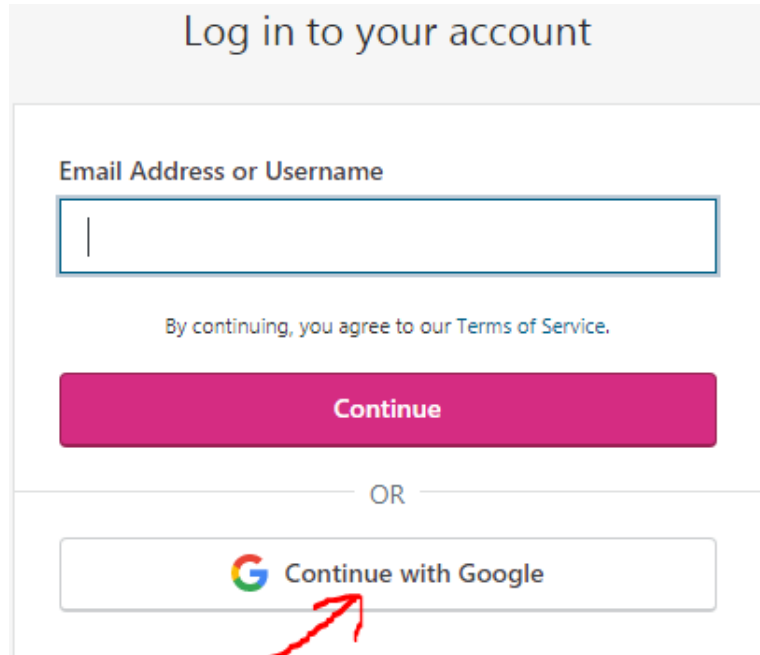 Log in to your account
Email Address or Username
By continuing, you agree to our Terms of Service.
Continue
OR
Continue with Google